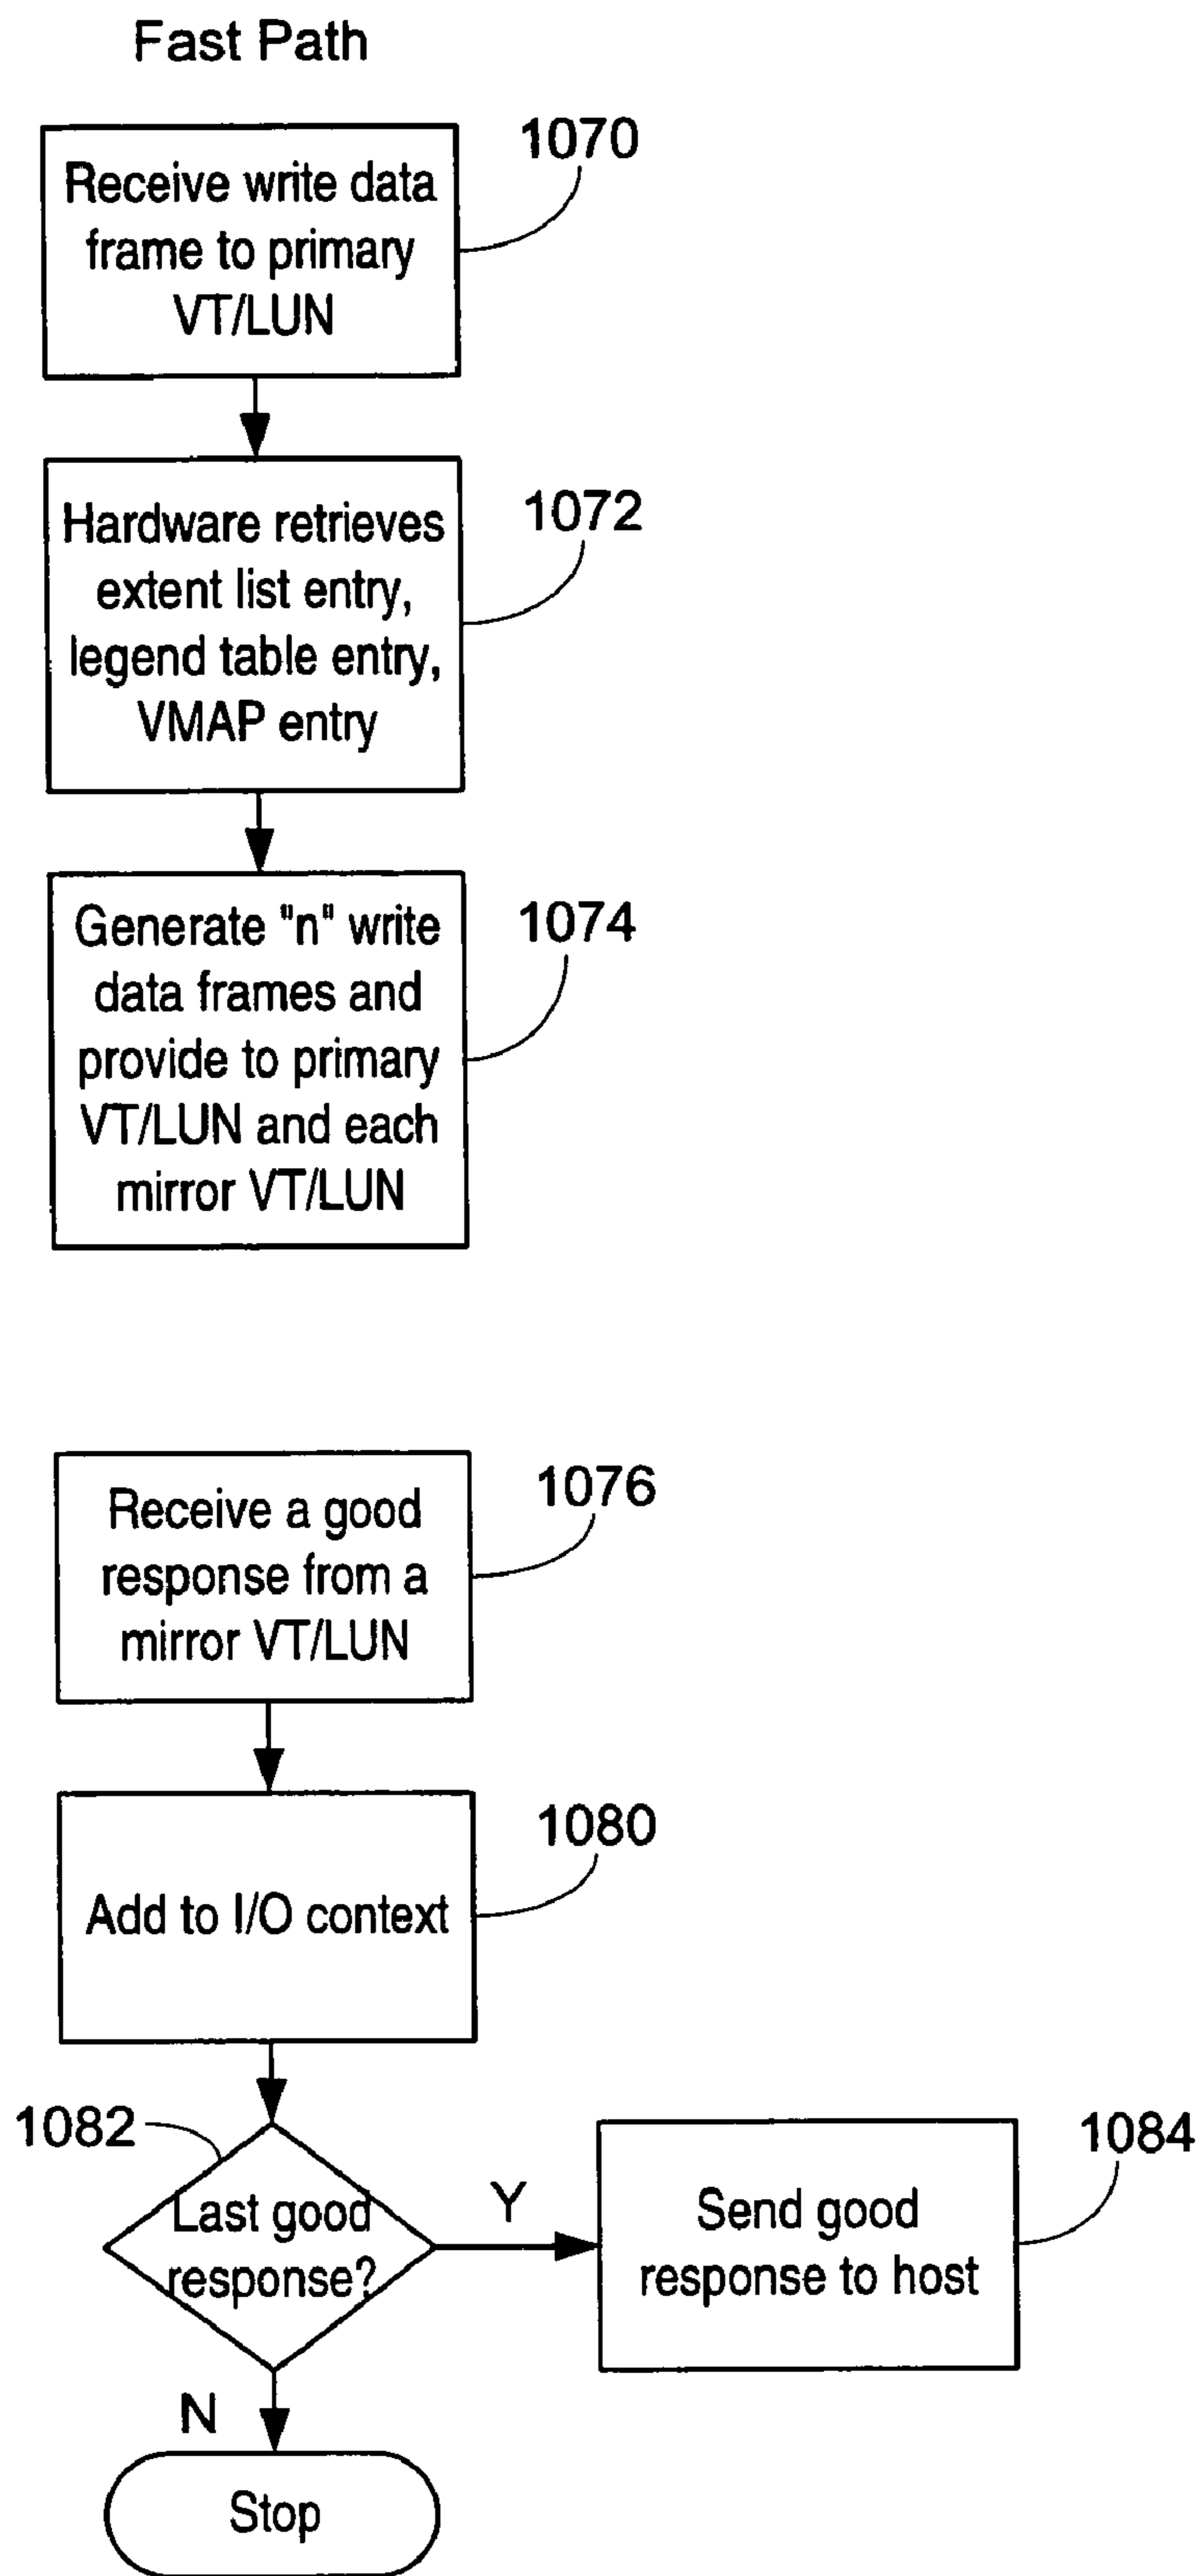 Fast Path
1070
Receive write data
frame to primary
VT/LUN
1072
Hardware retrieves
extent list entry,
legend table entry,
VMAP entry
1074
Generate "n" write
data frames and
provide to primary
VT/LUN and each
mirror VT/LUN
1076
Receive a good
response from a
mirror VT/LUN
1080
Add to I/O context
1082
1084
Last good
response?
Y
Send good
response to host
N
Stop